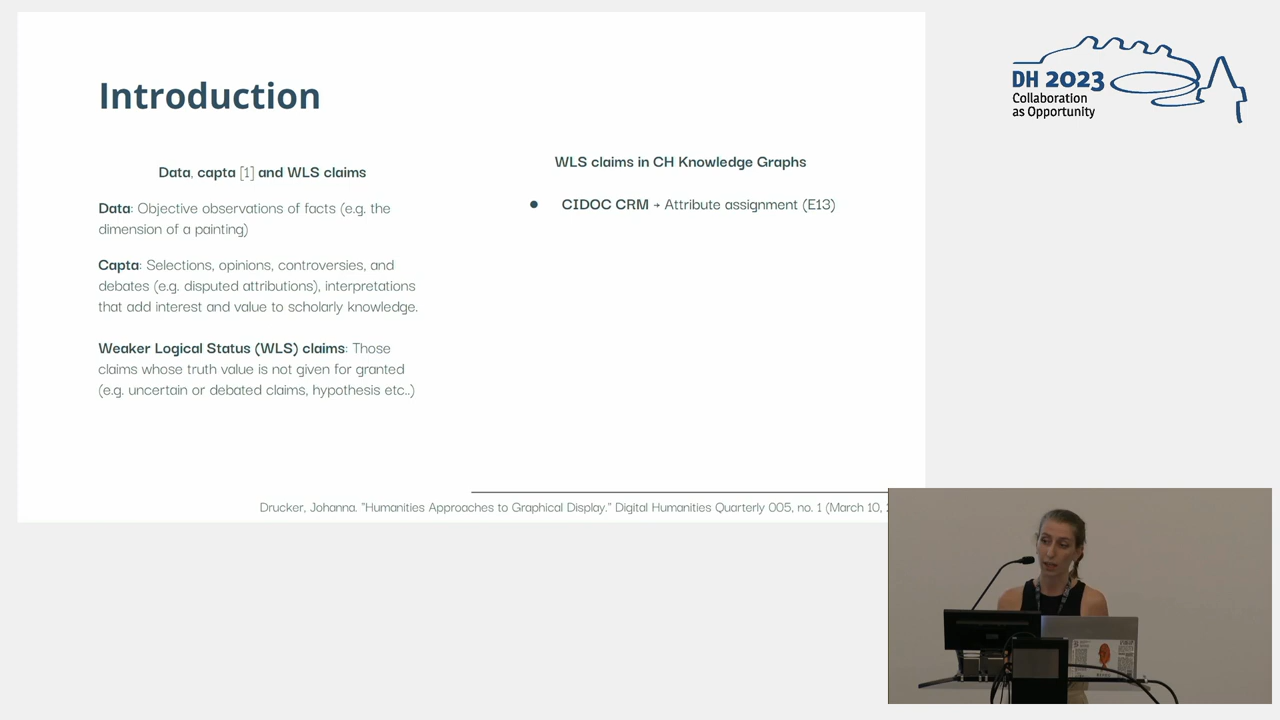 Introduction
Data, capta [1] and WLS claims
Data: Objective observations of facts (e.g. the
dimension of a painting)
Capta: Selections, opinions, controversies, and
debates (e.g. disputed attributions), interpretations
that add interest and value to scholarly knowledge.
Weaker Logical Status (WLS) claims: Those
claims whose truth value is not given for granted
(e.g. uncertain or debated claims, hypothesis etc..)
WLS claims in CH Knowledge Graphs
● CIDOC CRM → Attribute assignment (E13)
Drucker, Johanna. "Humanities Approaches to Graphical Display." Digital Humanities Quarterly 005, no. 1 (March 10,
DH 2023
Collaboration
as Opportunity